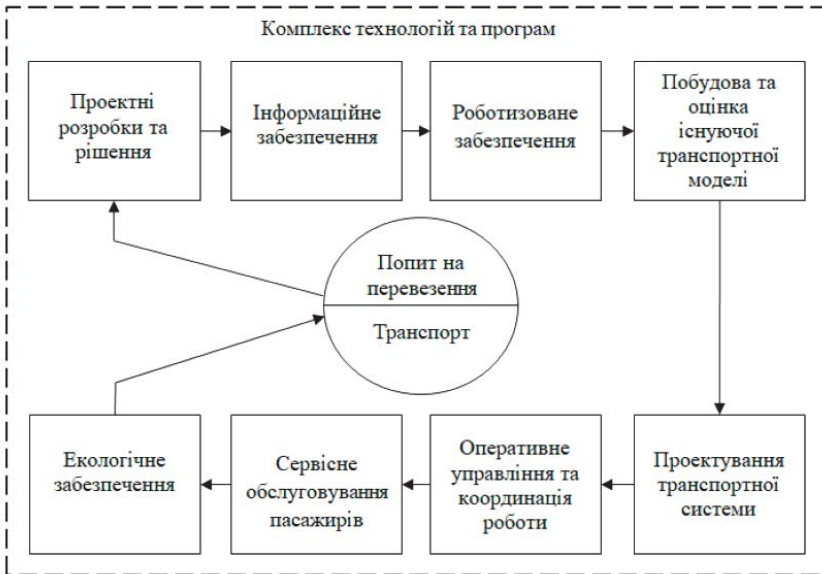 Комплекс технологій та програм
Проектні
розробки та
рішення
Інформаційне
забезпечення
Роботизоване
забезпечення
Побудова та
оцінка
існуючої
транспортної
моделі
Попит на
перевезення
Транспорт
Екологічне
забезпечення
Сервісне
обслуговування
пасажирів
Оперативне
управління та
координація
роботи
Проектування
транспортної
системи